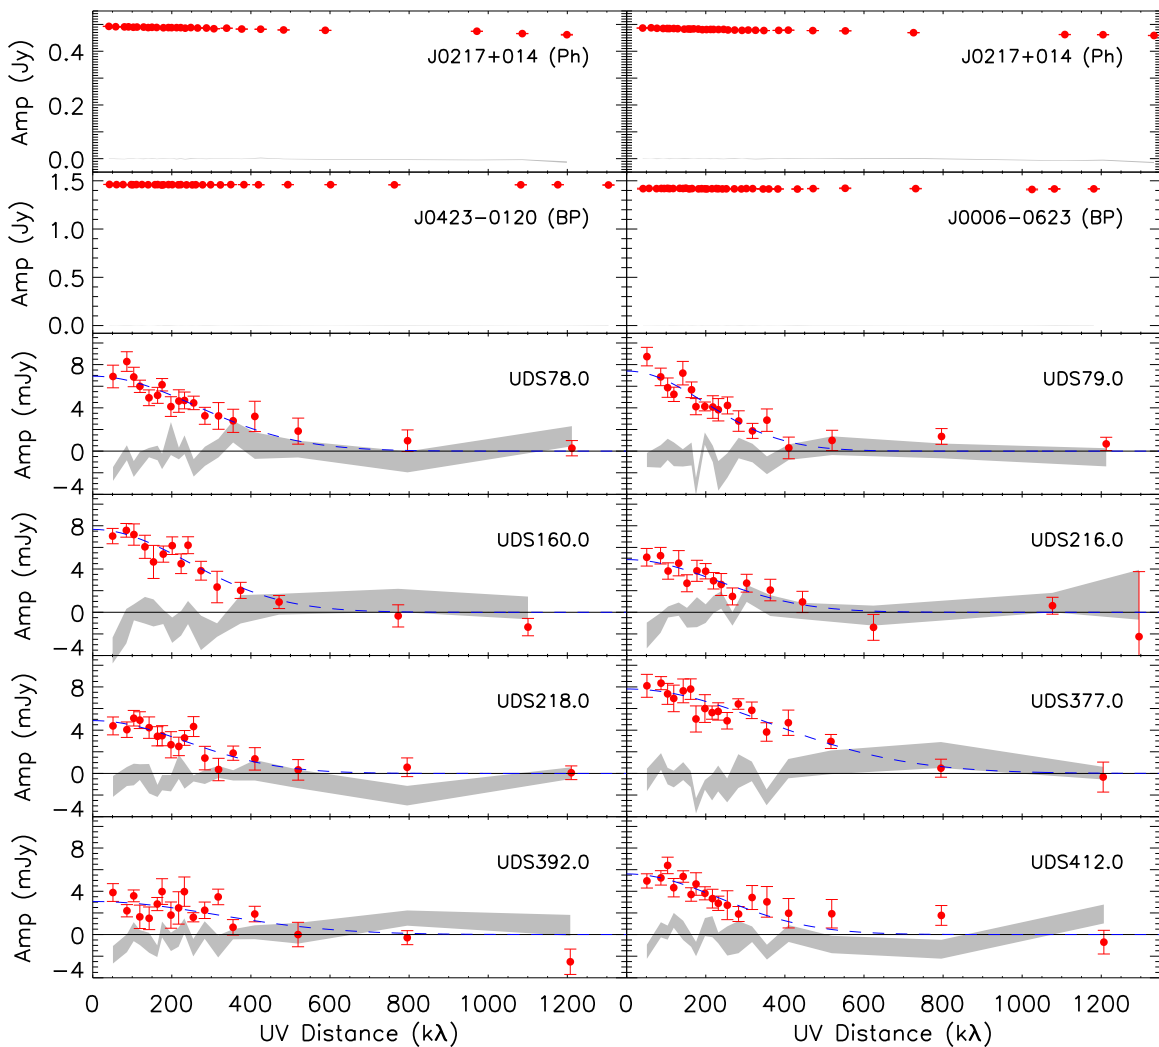 Amp (Jy)
0.4
0.2
0.0
J0217+014 (Ph)
Amp (Jy)
J0217+014 (Ph)
Amp (Jy)
1.5
1.0
0.5
0.0
J0423-0120 (BP)
J0006-0623 (BP)
Amp (mJy)
8
4
0
-4
UDS78.0
UDS79.0
Amp (mJy)
8
4
0
-4
UDS160.0
UDS216.0
Amp (mJy)
8
4
0
-4
UDS218.0
UDS377.0
Amp (mJy)
8
4
0
-4
UDS392.0
UDS412.0
0 200 400 600 800 1000 1200
0 200 400 600 800 1000 1200
UV Distance (kλ)
UV Distance (kλ)